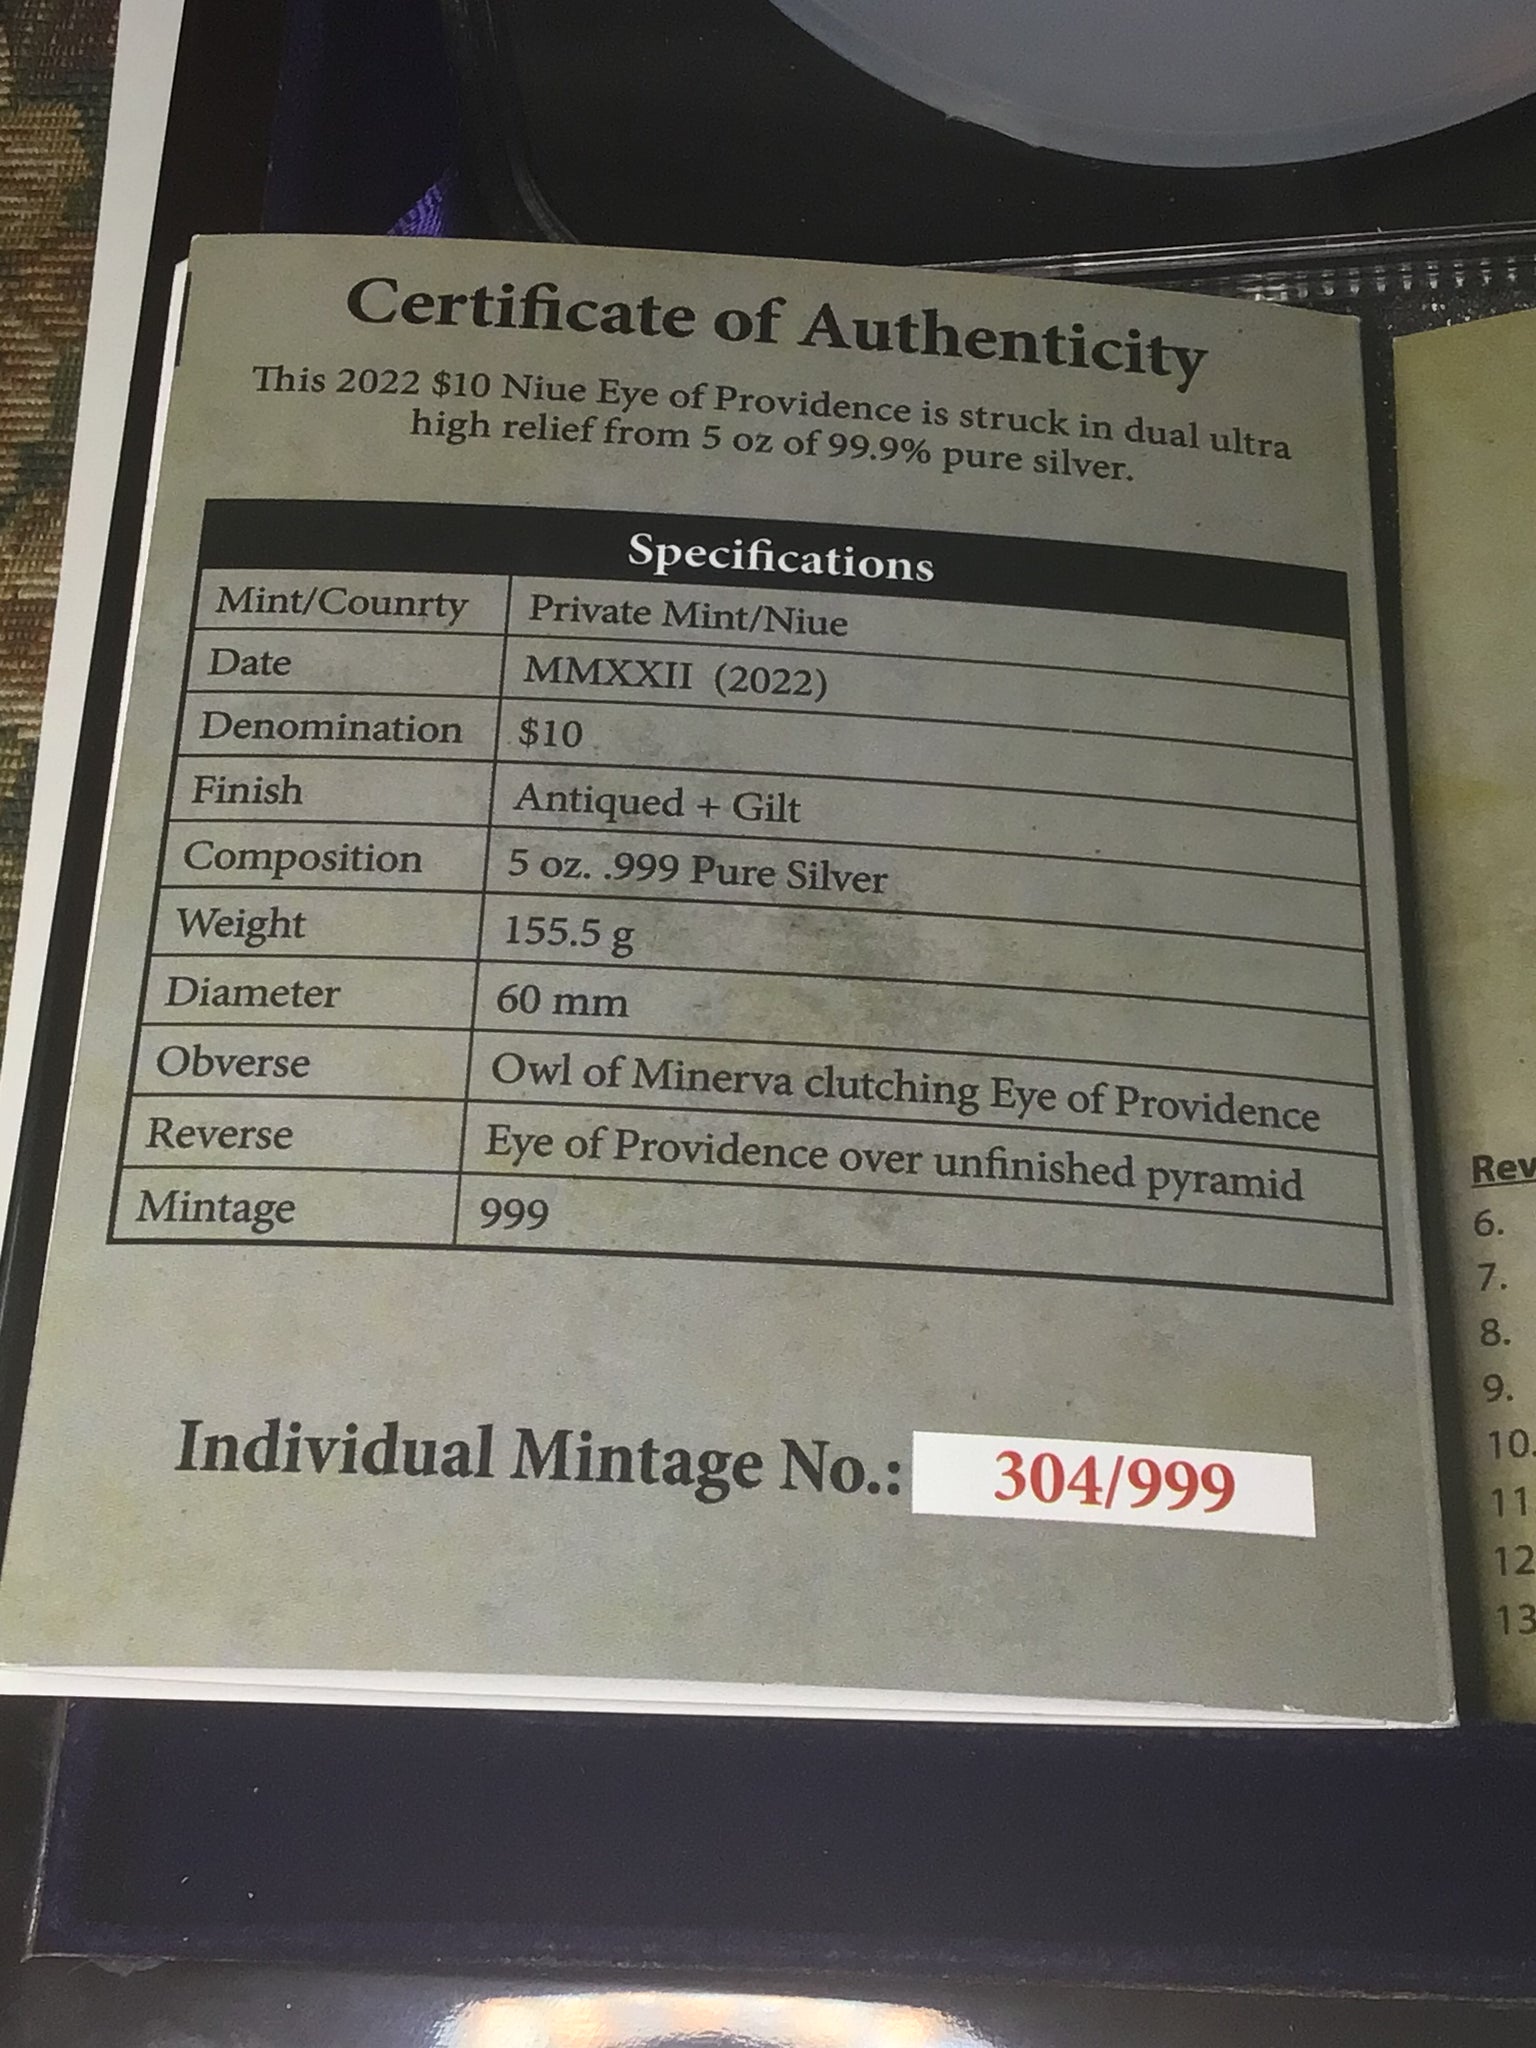 Certificate of Authenticity
This 2022 $10 Niue Eye of Providence is struck in dual ultra
high relief from 5 oz of 99.9% pure silver.
Specifications
Mint/Counrty Private Mint/Niue
Date MMXXII (2022)
Denomination $10
Finish Antiqued + Gilt
Composition 5 oz. .999 Pure Silver
Weight 155.5 g
Diameter 60 mm
Obverse Owl of Minerva clutching Eye of Providence
Reverse Eye of Providence over unfinished pyramid
Mintage 999
Individual Mintage No.: 304/999
Rev
6.
7.
8.
9.
10.
11
12
13